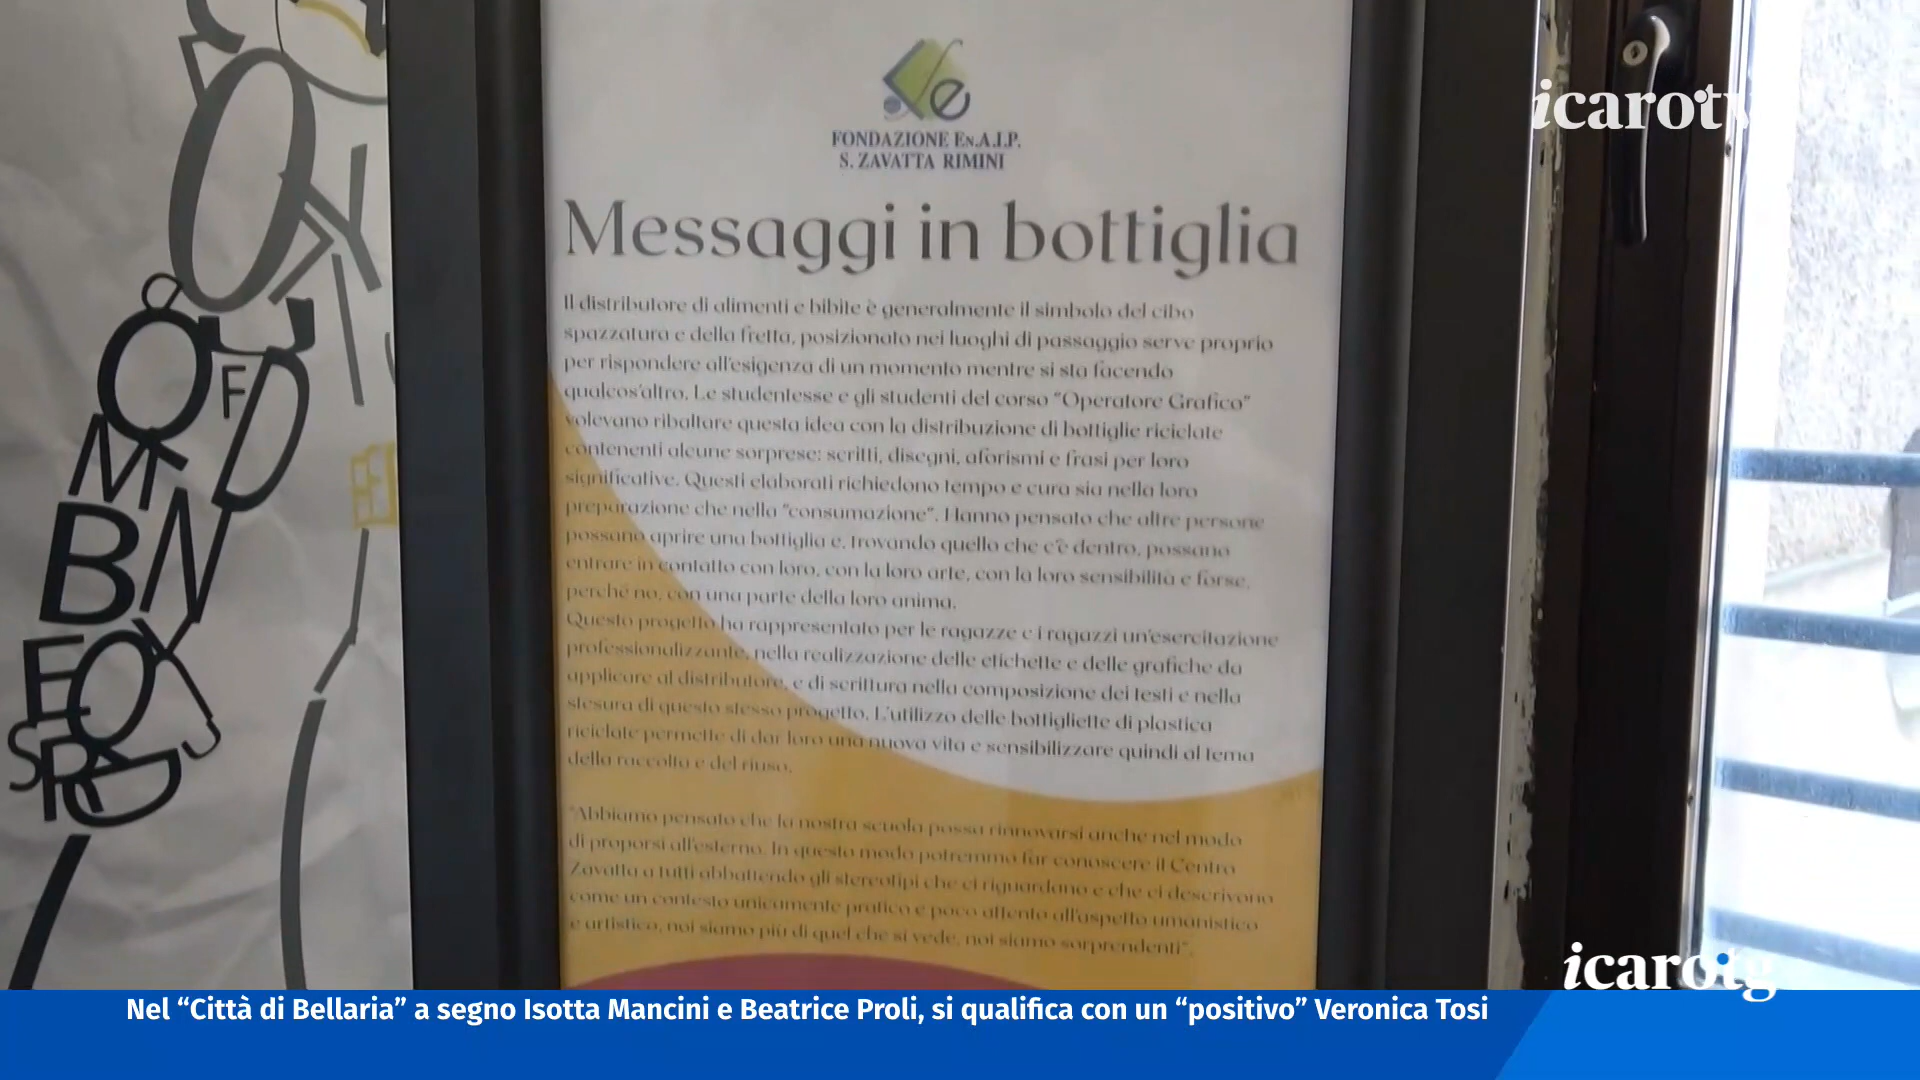 FONDAZIONE EN.A.I.P.
S. ZAVATTA RIMINI
icarotv
Messaggi in bottiglia
Il distributore di alimenti e bibite è generalmente il simbolo del cibo
spazzatura e della fretta, posizionato nei luoghi di passaggio serve proprio
per rispondere all'esigenza di un momento mentre si sta facendo
qualcos'altro. Le studentesse e gli studenti del corso "Operatore Grafico"
volevano ribaltare questa idea con la distribuzione di bottiglie riciclate
contenenti alcune sorprese: scritti, disegni, aforismi e frasi per loro
significative. Questi elaborati richiedono tempo e cura sia nella loro
preparazione che nella "consumazione". Hanno pensato che altre persone
possano aprire una bottiglia e, trovando quello che c'è dentro, possano
entrare in contatto con loro, con la loro arte, con la loro sensibilità e forse,
perché no, con una parte della loro anima.
Questo progetto ha rappresentato per le ragazze e i ragazzi un'esercitazione
professionalizzante, nella realizzazione delle etichette e delle grafiche da
applicare al distributore, e di scrittura nella composizione dei testi e nella
stesura di questo stesso progetto. L'utilizzo delle bottigliette di plastica
riciclate permette di dar loro una nuova vita e sensibilizzare quindi al tema
della raccolta e del riuso.
"Abbiamo pensato che la nostra scuola possa rinnovarsi anche nel modo
di proporsi all'esterno. In questo modo potremmo far conoscere il Centro
Zavatta a tutti abbattendo gli stereotipi che ci riguardano e che ci descrivono
come un contesto unicamente pratico e poco attento all'aspetto umanistico
e artistico, noi siamo più di quel che si vede, noi siamo sorprendenti".
icarotg
Nel “Città di Bellaria” a segno Isotta Mancini e Beatrice Proli, si qualifica con un “positivo” Veronica Tosi